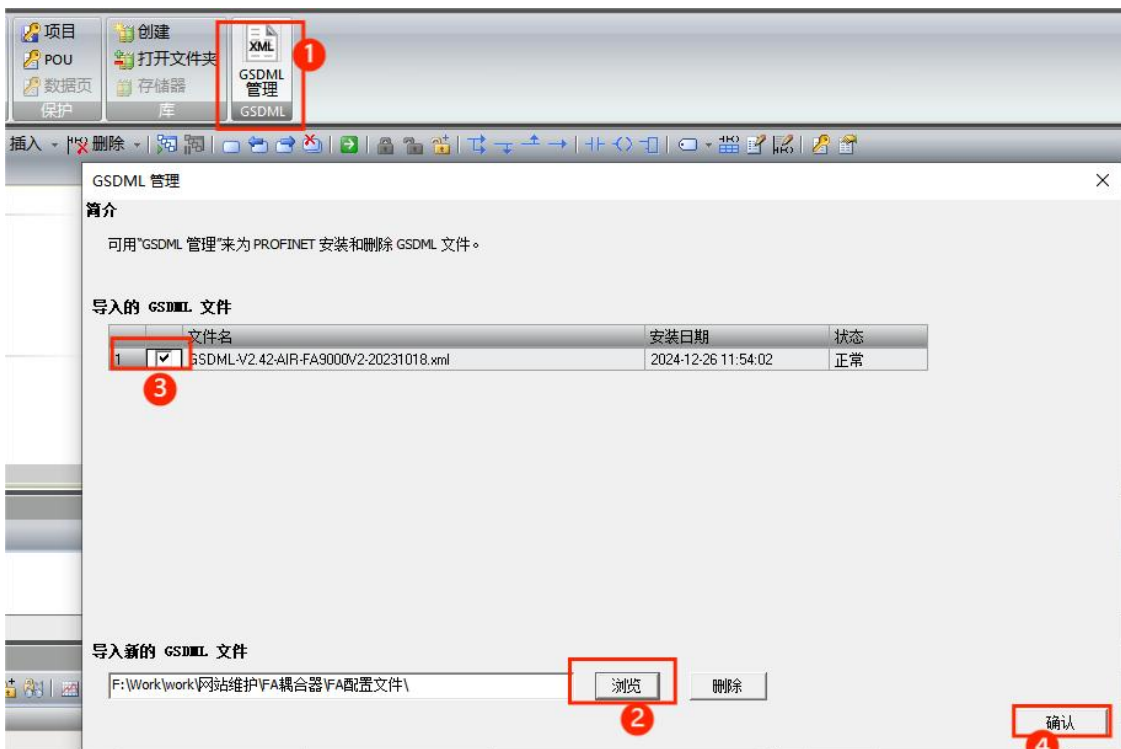 项目 创建 XML
POU 打开文件夹 GSDML
数据页 存储器 管理
保护 库 GSDML
1
插入 删除
GSDML 管理
简介
可用"GSDML 管理"来为 PROFINET 安装和删除 GSDML 文件。
导入的 GSDML 文件
文件名 安装日期 状态
1 GSDML-V2.42-AIR-FA9000V2-20231018.xml 2024-12-26 11:54:02 正常
3
导入新的 GSDML 文件
F:\Work\work\网站维护\FA耦合器\FA配置文件\ 浏览 删除
2
确认
4